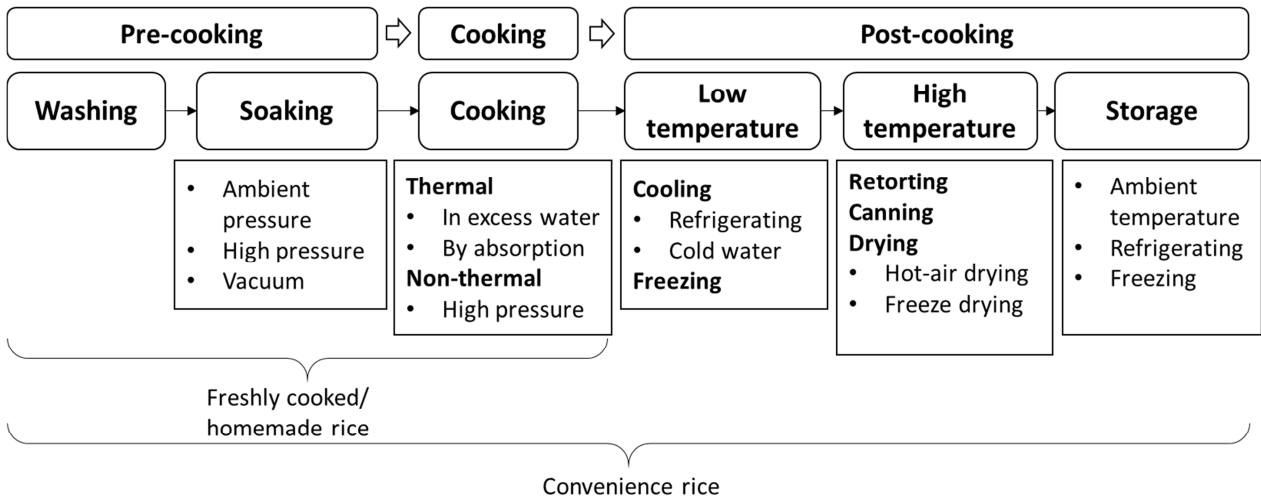 Pre-cooking
Cooking
Post-cooking
Washing
Soaking
Cooking
Low
temperature
High
temperature
Storage
• Ambient
pressure
• High pressure
• Vacuum
Thermal
• In excess water
• By absorption
Non-thermal
• High pressure
Cooling
• Refrigerating
• Cold water
Freezing
Retorting
Canning
Drying
• Hot-air drying
• Freeze drying
• Ambient
temperature
• Refrigerating
• Freezing
Freshly cooked/
homemade rice
Convenience rice